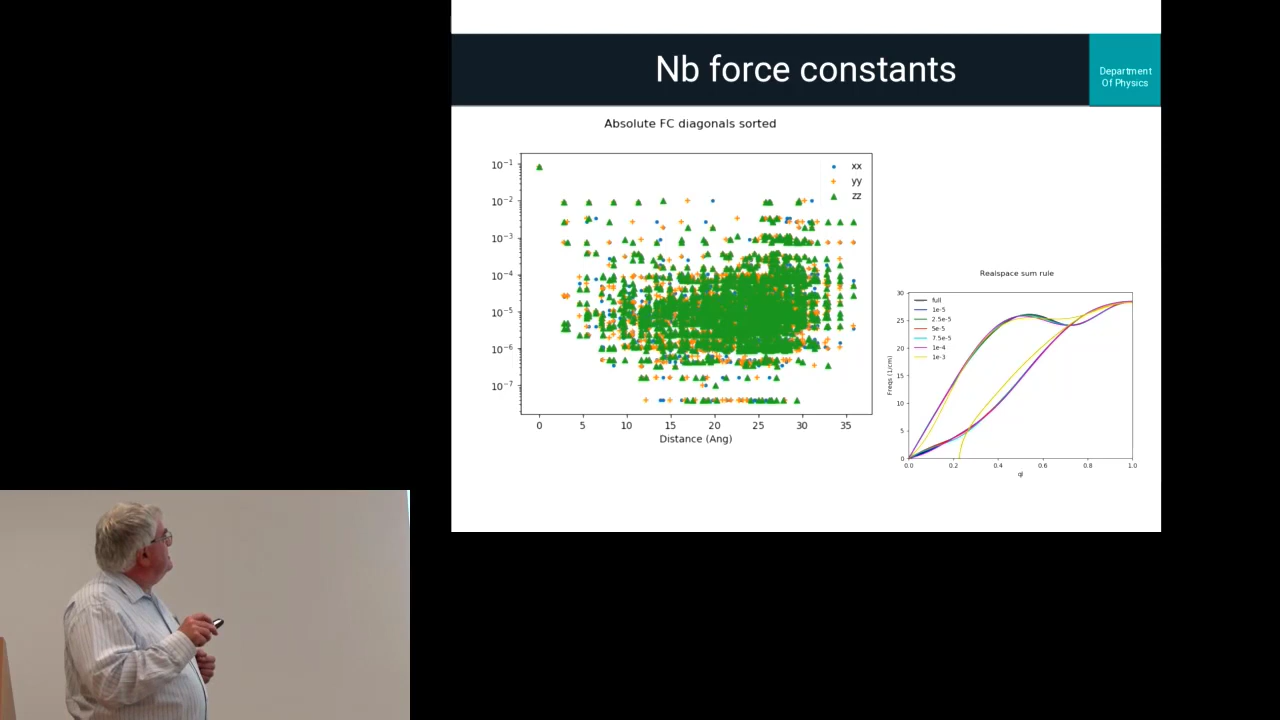 Nb force constants
Department
Of Physics
Absolute FC diagonals sorted
xx
yy
zz
10⁻¹
10⁻²
10⁻³
10⁻⁴
10⁻⁵
10⁻⁶
10⁻⁷
0 5 10 15 20 25 30 35
Distance (Ang)
Realspace sum rule
full
1e-5
2.5e-5
5e-5
7.5e-5
1e-4
1e-3
30
25
20
15
10
5
0
Freqs (1/cm)
0.0 0.2 0.4 0.6 0.8 1.0
ql